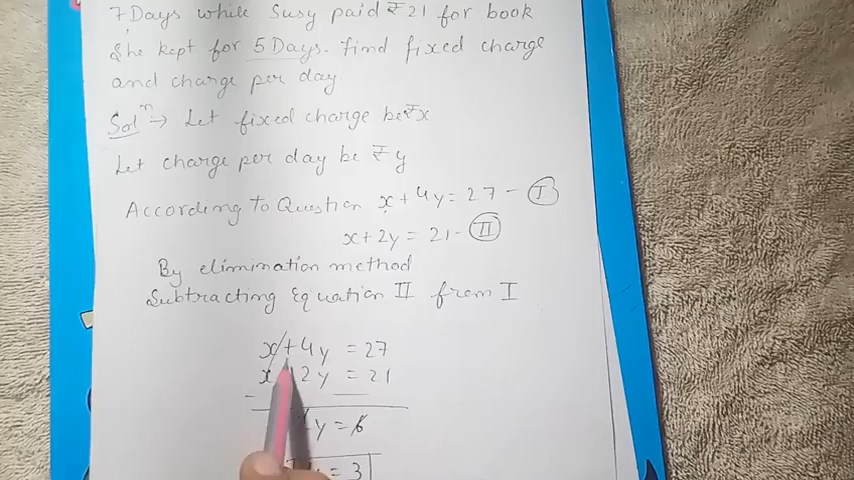 7 Days while Susy paid ₹ 21 for book
She kept for 5 Days. find fixed charge
and charge per day
Solⁿ → Let fixed charge be ₹x
Let charge per day be ₹ y
According to Question x + 4y = 27 - I
x + 2y = 21 - II
By elimination method
Subtracting Equation II from I
x + 4y = 27
x 2y = 21
-
y = 6
y = 3